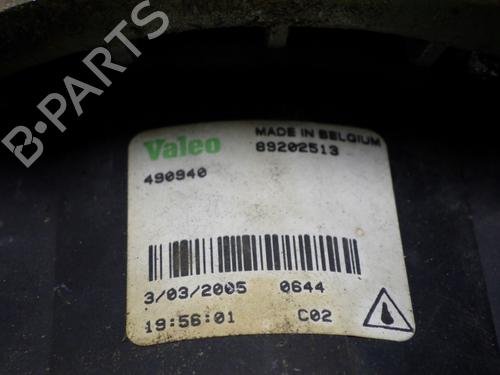 B-PARTS
Valeo
MADE IN BELGIUM
89202513
490940
3/03/2005 0644
19:56:01 C02